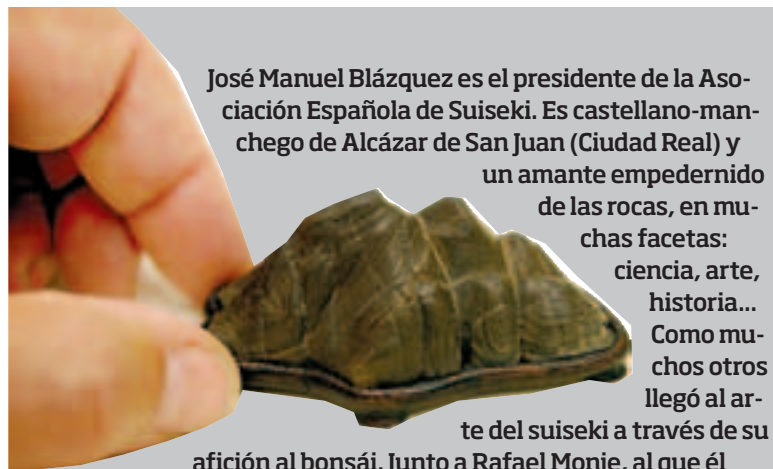 José Manuel Blázquez es el presidente de la Aso-
ciación Española de Suiseki. Es castellano-man-
chego de Alcázar de San Juan (Ciudad Real) y
un amante empedernido
de las rocas, en mu-
chas facetas:
ciencia, arte,
historia...
Como mu-
chos otros
llegó al ar-
te del suiseki a través de su
afición al bonsái. Junto a Rafael Monje, al que él